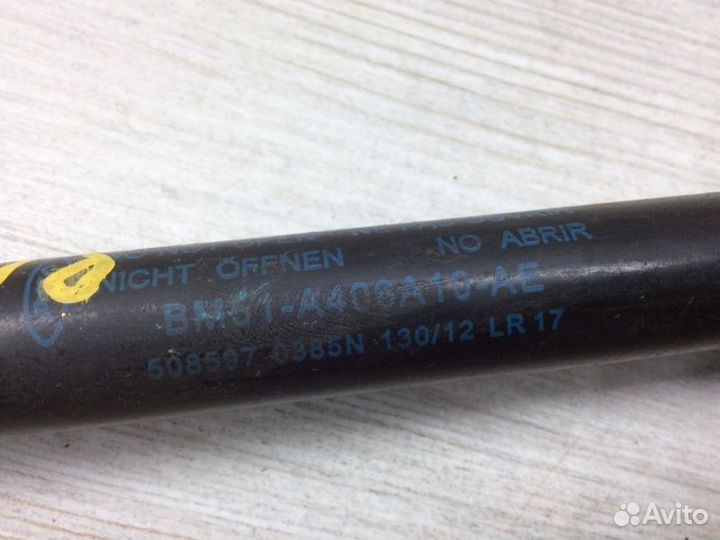 NICHT ÖFFNEN NO ABRIR
BM51-A406A10-AE
508597 0385N 130/12 LR 17
Avito